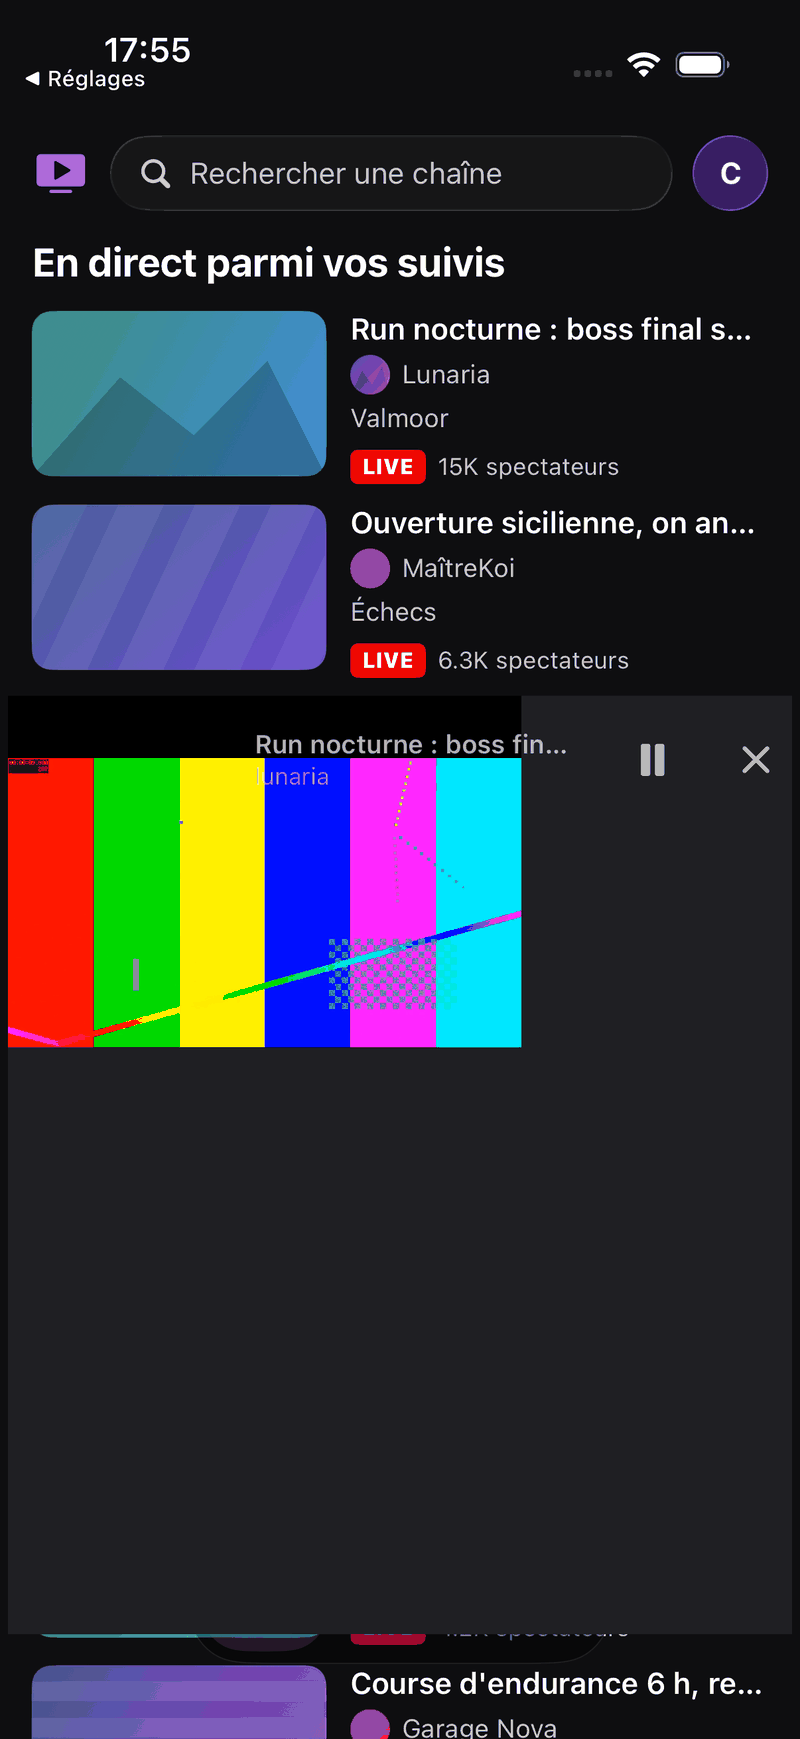 17:55
Réglages
Rechercher une chaîne
C
En direct parmi vos suivis
Run nocturne : boss final s...
Lunaria
Valmoor
LIVE 15K spectateurs
Ouverture sicilienne, on an...
MaîtreKoi
Échecs
LIVE 6.3K spectateurs
Run nocturne : boss fin...
lunaria
Course d'endurance 6 h, re...
Garage Nova